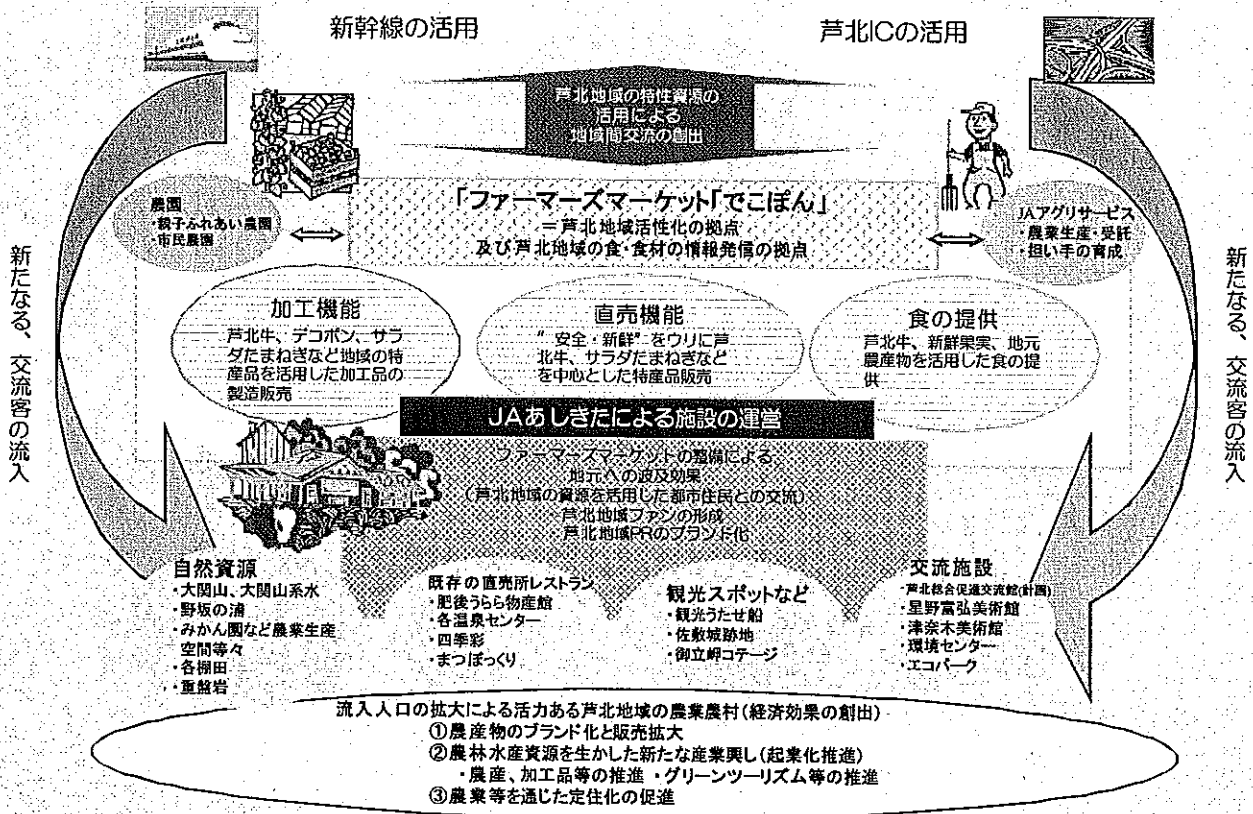 新幹線の活用
芦北ICの活用
芦北地域の特性資源の
活用による
地域間交流の創出
「ファーマーズマーケット「でこぽん」
＝芦北地域活性化の拠点
及び芦北地域の食・食材の情報発信の拠点
農園
・親子ふれあい農園
・市民農園
JAアグリサービス
・農業生産・受託
・担い手の育成
新たなる、交流客の流入
新たなる、交流客の流入
加工機能
芦北牛、デコポン、サラ
ダたまねぎなど地域の特
産品を活用した加工品の
製造販売
直売機能
"安全・新鮮"をウリに芦
北牛、サラダたまねぎなど
を中心とした特産品販売
食の提供
芦北牛、新鮮果実、地元
農産物を活用した食の提
供
JAあしきたによる施設の運営
ファーマーズマーケットの整備による
地元への波及効果
(芦北地域の資源を活用した都市住民との交流)
芦北地域ファンの形成
芦北地域PRのブランド化
自然資源
・大関山、大関山系水
・野坂の浦
・みかん園など農業生産
空間等々
・各棚田
・重盤岩
既存の直売所レストラン
・肥後うらら物産館
・各温泉センター
・四季彩
・まつぼっくり
観光スポットなど
・観光うたせ船
・佐敷城跡地
・御立岬コテージ
交流施設
・芦北総合促進交流館(計画)
・星野富弘美術館
・津奈木美術館
・環境センター
・エコパーク
流入人口の拡大による活力ある芦北地域の農業農村(経済効果の創出)
①農産物のブランド化と販売拡大
②農林水産資源を生かした新たな産業興し(起業化推進)
・農産、加工品等の推進 ・グリーンツーリズム等の推進
③農業等を通じた定住化の促進